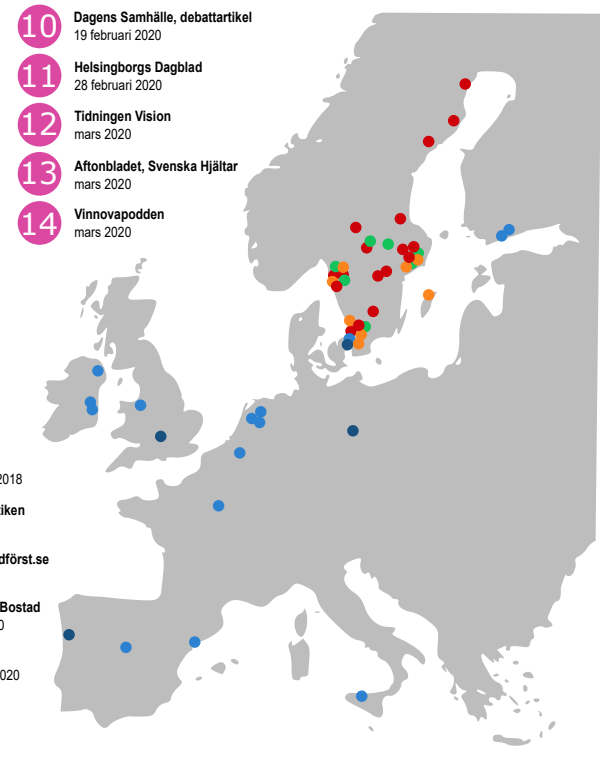 10
Dagens Samhälle, debattartikel
19 februari 2020
11
Helsingborgs Dagblad
28 februari 2020
12
Tidningen Vision
mars 2020
13
Aftonbladet, Svenska Hjältar
mars 2020
14
Vinnovapodden
mars 2020
2018
tiken
dförst.se
Bostad
0
020